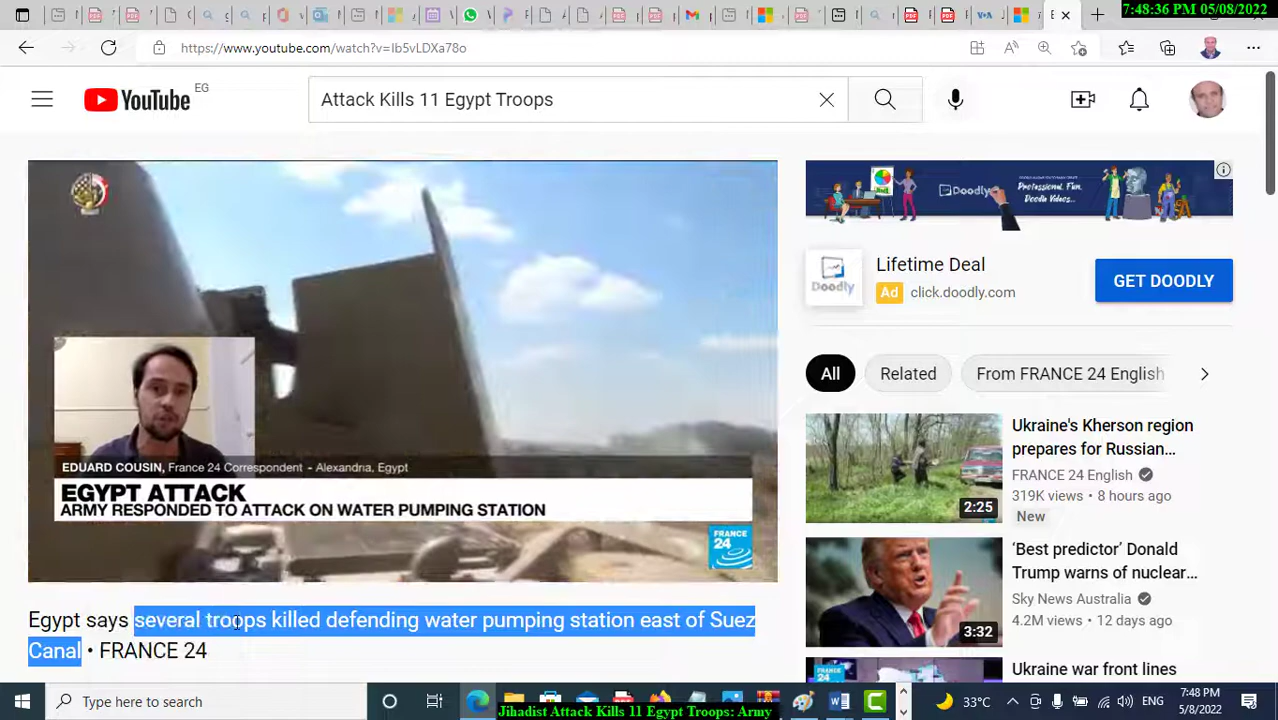 7:48:36 PM 05/08/2022
https://www.youtube.com/watch?v=Ib5vLDXa78o
YouTube EG
Attack Kills 11 Egypt Troops
EDUARD COUSIN, France 24 Correspondent - Alexandria, Egypt
EGYPT ATTACK
ARMY RESPONDED TO ATTACK ON WATER PUMPING STATION
FRANCE 24
Egypt says several troops killed defending water pumping station east of Suez
Canal • FRANCE 24
Doodly
Professional, Fun,
Doodle Videos...
Doodly
Lifetime Deal
Ad click.doodly.com
GET DOODLY
All Related From FRANCE 24 English
Ukraine's Kherson region
prepares for Russian...
FRANCE 24 English
319K views • 8 hours ago
New
2:25
‘Best predictor’ Donald
Trump warns of nuclear...
Sky News Australia
4.2M views • 12 days ago
3:32
Ukraine war front lines
Type here to search
33°C
ENG
7:48 PM
5/8/2022
Jihadist Attack Kills 11 Egypt Troops: Army